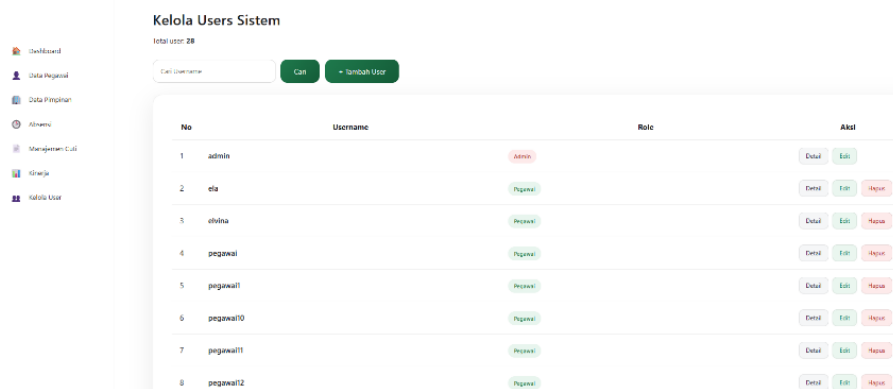 Kelola Users Sistem
Total user: 28
Cari Username
Cari
+ Tambah User
Dashboard
Data Pegawai
Data Pimpinan
Absensi
Manajemen Cuti
Kinerja
Kelola User
No Username Role Aksi
1 admin Admin Detail Edit
2 ela Pegawai Detail Edit Hapus
3 elvina Pegawai Detail Edit Hapus
4 pegawai Pegawai Detail Edit Hapus
5 pegawai1 Pegawai Detail Edit Hapus
6 pegawai10 Pegawai Detail Edit Hapus
7 pegawai11 Pegawai Detail Edit Hapus
8 pegawai12 Pegawai Detail Edit Hapus